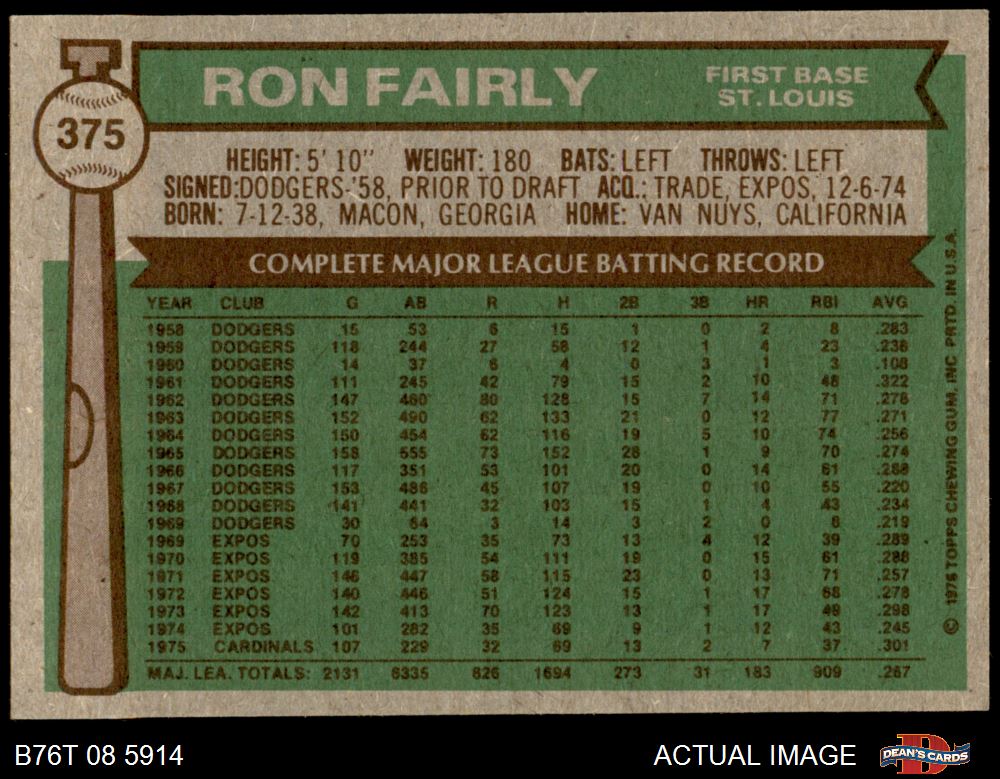 RON FAIRLY
FIRST BASE
ST. LOUIS
375
HEIGHT: 5' 10" WEIGHT: 180 BATS: LEFT THROWS: LEFT
SIGNED: DODGERS-'58, PRIOR TO DRAFT ACQ.: TRADE, EXPOS, 12-6-74
BORN: 7-12-38, MACON, GEORGIA HOME: VAN NUYS, CALIFORNIA
COMPLETE MAJOR LEAGUE BATTING RECORD
YEAR CLUB G AB R H 2B 3B HR RBI AVG
1958 DODGERS 15 53 6 15 1 0 2 8 .283
1959 DODGERS 118 244 27 58 12 1 4 23 .238
1960 DODGERS 14 37 6 4 0 3 1 3 .108
1961 DODGERS 111 245 42 79 15 2 10 48 .322
1962 DODGERS 147 460 80 128 15 7 14 71 .278
1963 DODGERS 152 490 62 133 21 0 12 77 .271
1964 DODGERS 150 454 62 116 19 5 10 74 .256
1965 DODGERS 158 555 73 152 28 1 9 70 .274
1966 DODGERS 117 351 53 101 20 0 14 61 .288
1967 DODGERS 153 486 45 107 19 0 10 55 .220
1968 DODGERS 141 441 32 103 15 1 4 43 .234
1969 DODGERS 30 64 3 14 3 2 0 8 .219
1969 EXPOS 70 253 35 73 13 4 12 39 .289
1970 EXPOS 119 385 54 111 19 0 15 61 .288
1971 EXPOS 146 447 58 115 23 0 13 71 .257
1972 EXPOS 140 446 51 124 15 1 17 68 .278
1973 EXPOS 142 413 70 123 13 1 17 49 .298
1974 EXPOS 101 282 35 69 9 1 12 43 .245
1975 CARDINALS 107 229 32 69 13 2 7 37 .301
MAJ. LEA. TOTALS: 2131 6335 826 1694 273 31 183 909 .267
© 1976 TOPPS CHEWING GUM, INC. PRTD. IN U.S.A.
B76T 08 5914 ACTUAL IMAGE DEAN'S CARDS